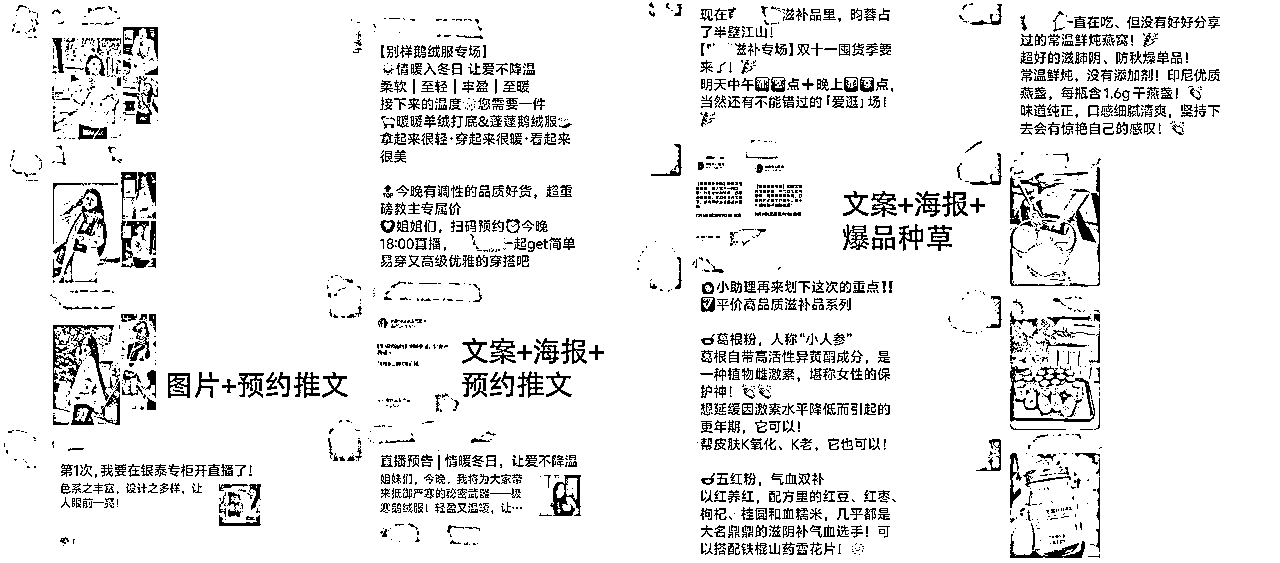 图片+预约推文
第1次,我要在银泰专柜开直播了!
色系之丰富,设计之多样,让
人眼前一亮!
【别样鹅绒服专场】
情暖入冬日 让爱不降温
柔软|至轻|丰盈|至暖
接下来的温度 您需要一件
暖暖单绒打底&蓬蓬鹅绒服
拿起来很轻·穿起来很暖·看起来
很美
今晚有调性的品质好货,超重
磅教主专属价
姐姐们,扫码预约 今晚
18:00直播, 一起get简单
易穿又高级优雅的穿搭吧
文案+海报+
预约推文
直播预告|情暖冬日,让爱不降温
姐妹们,今晚,我将为大家带
来抵御严寒的秘密武器——极
寒鹅绒服!轻盈又温暖,让…
现在 滋补品里,昀蓉占
了半壁江山!
【 滋补专场】双十一囤货季要
来了!
明天中午 点+晚上 点,
当然还有不能错过的「爱逛」场!
文案+海报+
爆品种草
小助理再来划下这次的重点!!
平价高品质滋补品系列
葛根粉,人称“小人参”
葛根自带高活性异黄酮成分,是
一种植物雌激素,堪称女性的保
护神!
想延缓因激素水平降低而引起的
更年期,它可以!
帮皮肤K氧化、K老,它也可以!
五红粉,气血双补
以红养红,配方里的红豆、红枣、
枸杞、桂圆和血糯米,几乎都是
大名鼎鼎的滋阴补气血选手!可
以搭配铁棍山药雪花片!
一直在吃、但没有好好分享
过的常温鲜炖燕窝!
超好的滋肺阴、防秋燥单品!
常温鲜炖,没有添加剂!印尼优质
燕盏,每瓶含1.6g干燕盏!
味道纯正,口感细腻清爽,坚持下
去会有惊艳自己的感叹!